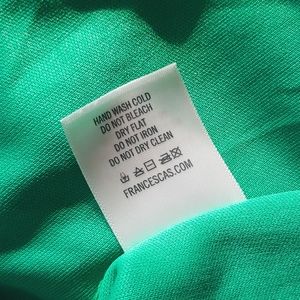 HAND WASH COLD
DO NOT BLEACH
DRY FLAT
DO NOT IRON
DO NOT DRY CLEAN
FRANCESCAS.COM